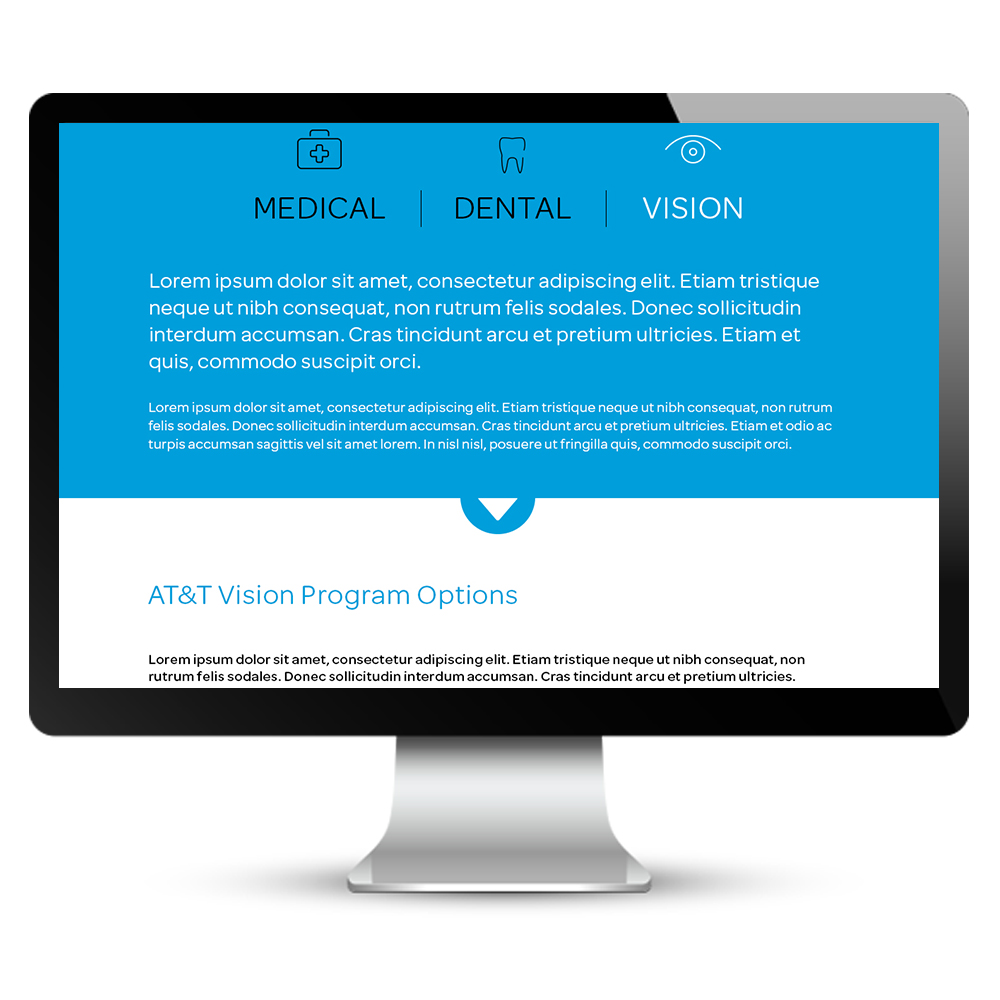 MEDICAL DENTAL VISION
Lorem ipsum dolor sit amet, consectetur adipiscing elit. Etiam tristique
neque ut nibh consequat, non rutrum felis sodales. Donec sollicitudin
interdum accumsan. Cras tincidunt arcu et pretium ultricies. Etiam et
quis, commodo suscipit orci.
Lorem ipsum dolor sit amet, consectetur adipiscing elit. Etiam tristique neque ut nibh consequat, non rutrum
felis sodales. Donec sollicitudin interdum accumsan. Cras tincidunt arcu et pretium ultricies. Etiam et odio ac
turpis accumsan sagittis vel sit amet lorem. In nisl nisl, posuere ut fringilla quis, commodo suscipit orci.
AT&T Vision Program Options
Lorem ipsum dolor sit amet, consectetur adipiscing elit. Etiam tristique neque ut nibh consequat, non
rutrum felis sodales. Donec sollicitudin interdum accumsan. Cras tincidunt arcu et pretium ultricies.